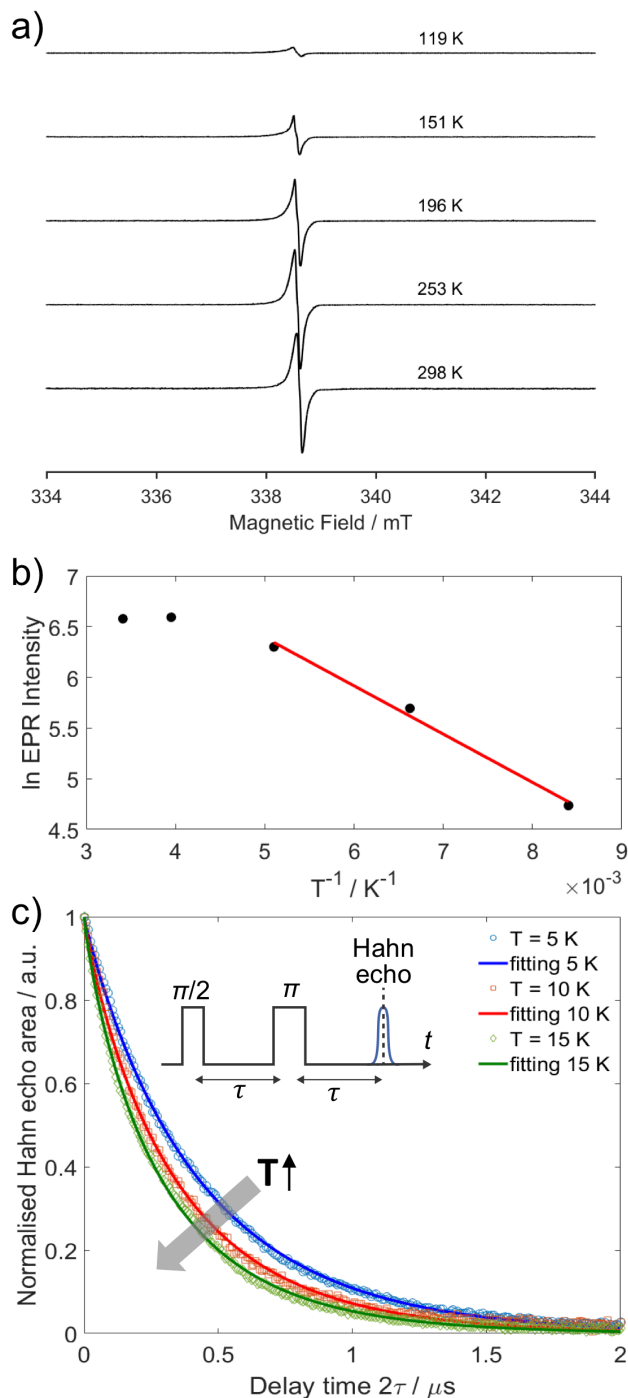 a)
119 K
151 K
196 K
253 K
298 K
334 336 338 340 342 344
Magnetic Field / mT
b)
7
6.5
6
5.5
5
4.5
ln EPR Intensity
3 4 5 6 7 8 9
T⁻¹ / K⁻¹
×10⁻³
c)
1
0.8
0.6
0.4
0.2
0
Normalised Hahn echo area / a.u.
Hahn
echo
π/2 π
t
τ τ
T = 5 K
fitting 5 K
T = 10 K
fitting 10 K
T = 15 K
fitting 15 K
T↑
0 0.5 1 1.5 2
Delay time 2τ / μs